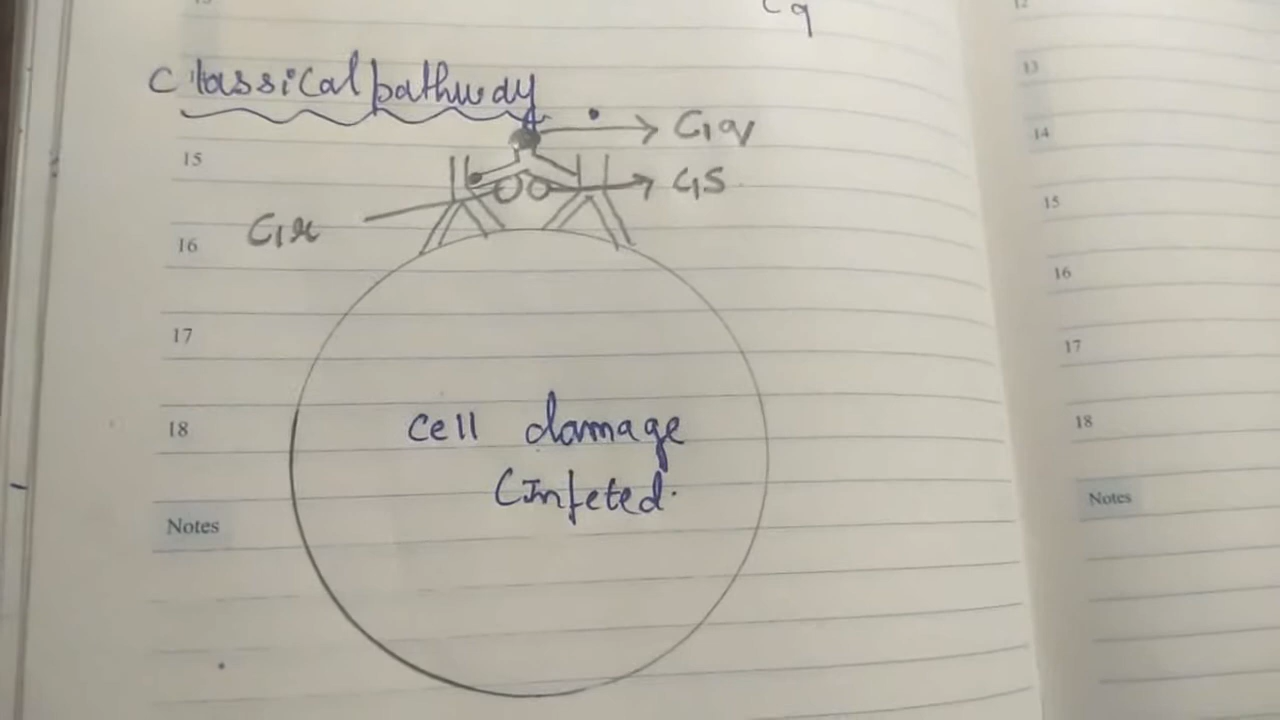 C9
Classical pathway
C1q
C1s
C1r
cell damage
(Infeted.
15
16
17
18
Notes
12
13
14
15
16
17
18
Notes